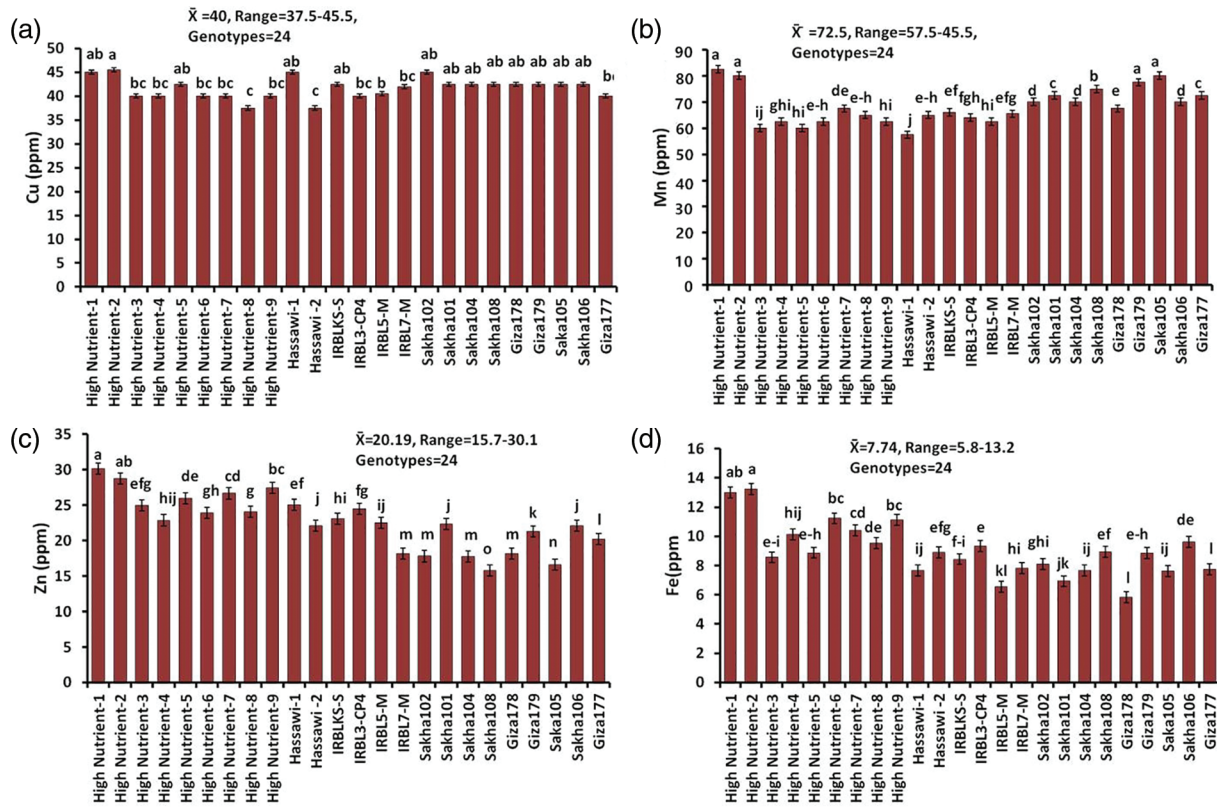 (a)
X̄ =40, Range=37.5-45.5,
Genotypes=24
Cu (ppm)
50
45
40
35
30
25
20
15
10
5
0
ab a bc bc ab bc bc c bc ab c ab bc b bc ab ab ab ab ab ab ab ab bc
High Nutrient-1
High Nutrient-2
High Nutrient-3
High Nutrient-4
High Nutrient-5
High Nutrient-6
High Nutrient-7
High Nutrient-8
High Nutrient-9
Hassawi-1
Hassawi -2
IRBLKS-S
IRBL3-CP4
IRBL5-M
IRBL7-M
Sakha102
Sakha101
Sakha104
Sakha108
Giza178
Giza179
Saka105
Sakha106
Giza177
(b)
X̄ =72.5, Range=57.5-45.5,
Genotypes=24
Mn (ppm)
90
80
70
60
50
40
30
20
10
0
a a ij ghi hi e-h de e-h hi j e-h ef fgh hi efg d c d b e a a d c
High Nutrient-1
High Nutrient-2
High Nutrient-3
High Nutrient-4
High Nutrient-5
High Nutrient-6
High Nutrient-7
High Nutrient-8
High Nutrient-9
Hassawi-1
Hassawi -2
IRBLKS-S
IRBL3-CP4
IRBL5-M
IRBL7-M
Sakha102
Sakha101
Sakha104
Sakha108
Giza178
Giza179
Saka105
Sakha106
Giza177
(c)
X̄=20.19, Range=15.7-30.1
Genotypes=24
Zn (ppm)
35
30
25
20
15
10
5
0
a ab efg hij de gh cd g bc ef j hi fg ij m m j m o m k n j l
High Nutrient-1
High Nutrient-2
High Nutrient-3
High Nutrient-4
High Nutrient-5
High Nutrient-6
High Nutrient-7
High Nutrient-8
High Nutrient-9
Hassawi-1
Hassawi -2
IRBLKS-S
IRBL3-CP4
IRBL5-M
IRBL7-M
Sakha102
Sakha101
Sakha104
Sakha108
Giza178
Giza179
Saka105
Sakha106
Giza177
(d)
X̄=7.74, Range=5.8-13.2
Genotypes=24
Fe(ppm
16
14
12
10
8
6
4
2
0
ab a e-i hij e-h bc cd de bc ij efg f-i e kl hi ghi jk ij ef l e-h ij de l
High Nutrient-1
High Nutrient-2
High Nutrient-3
High Nutrient-4
High Nutrient-5
High Nutrient-6
High Nutrient-7
High Nutrient-8
High Nutrient-9
Hassawi-1
Hassawi-2
IRBLKS-S
IRBL3-CP4
IRBL5-M
IRBL7-M
Sakha102
Sakha101
Sakha104
Sakha108
Giza178
Giza179
Saka105
Sakha106
Giza177